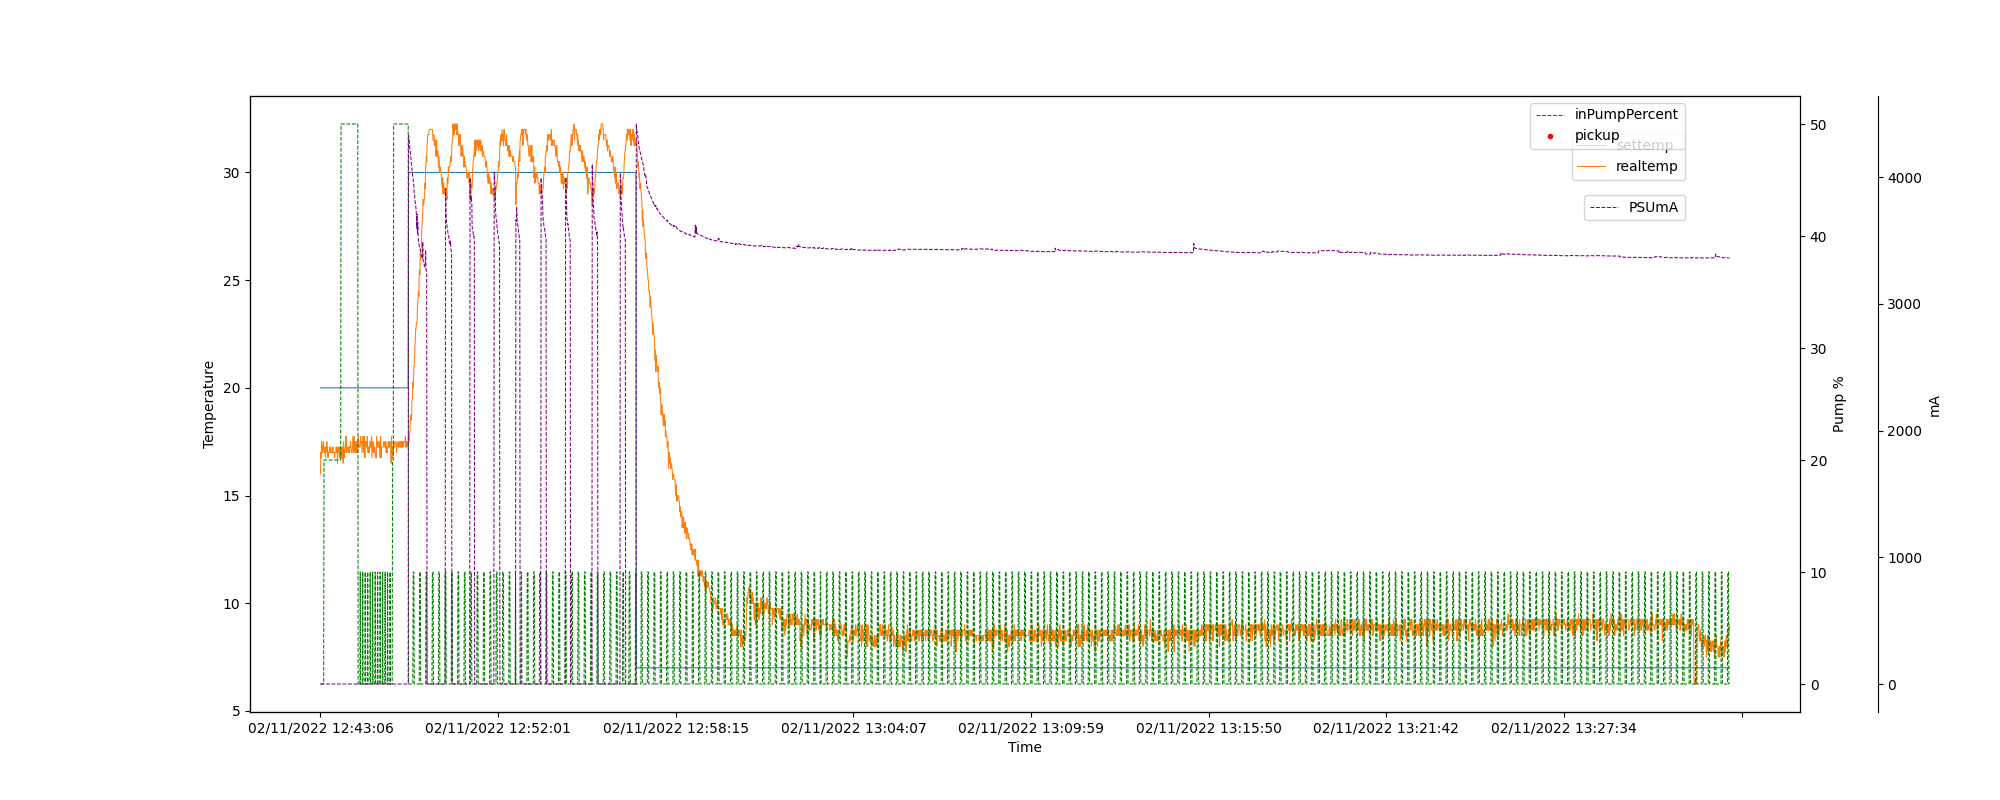 inPumpPercent
pickup
settemp
realtemp
PSUmA
30
25
20
15
10
5
Temperature
50
40
30
20
10
0
Pump %
4000
3000
2000
1000
0
mA
02/11/2022 12:43:06
02/11/2022 12:52:01
02/11/2022 12:58:15
02/11/2022 13:04:07
02/11/2022 13:09:59
02/11/2022 13:15:50
02/11/2022 13:21:42
02/11/2022 13:27:34
Time